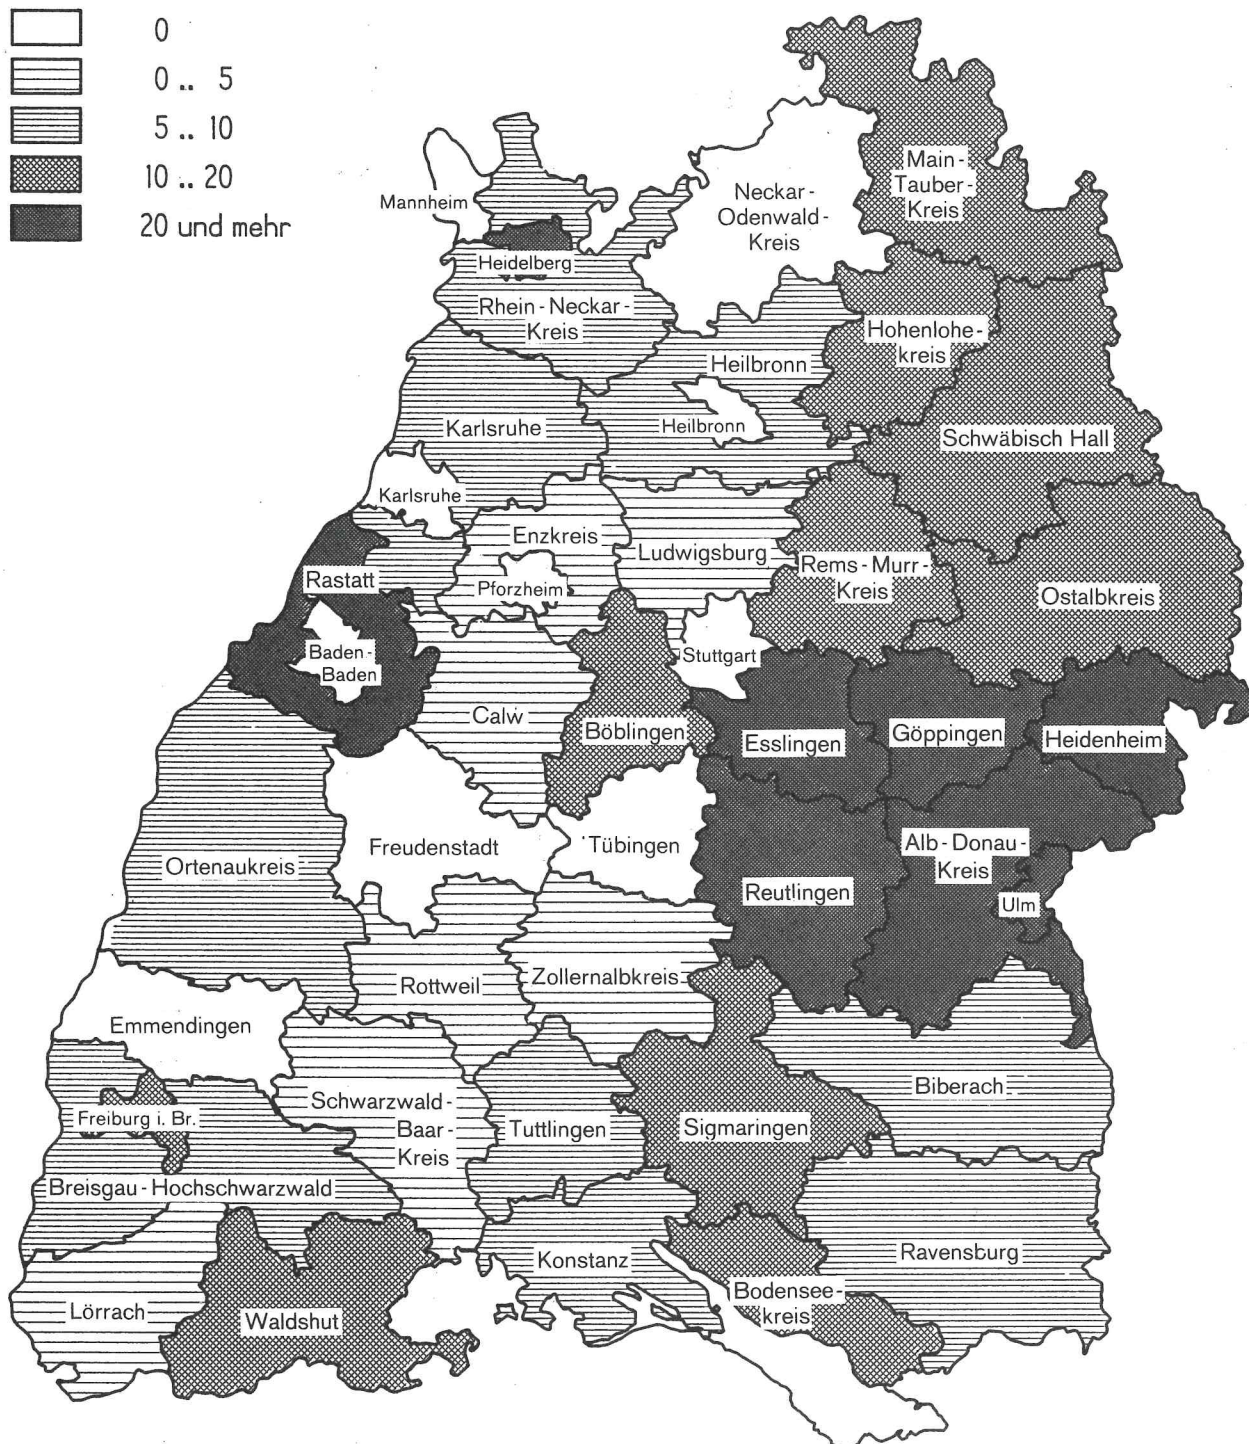 0
0 .. 5
5 .. 10
10 .. 20
20 und mehr
Main-
Tauber-
Kreis
Mannheim
Neckar-
Odenwald-
Kreis
Heidelberg
Rhein-Neckar-
Kreis
Hohenlohe-
kreis
Heilbronn
Heilbronn
Karlsruhe
Schwäbisch Hall
Karlsruhe
Enzkreis
Ludwigsburg
Rems-Murr-
Kreis
Rastatt
Pforzheim
Ostalbkreis
Baden-
Baden
Stuttgart
Calw
Böblingen
Esslingen
Göppingen
Heidenheim
Freudenstadt
Tübingen
Alb-Donau-
Kreis
Ortenaukreis
Reutlingen
Ulm
Rottweil
Zollernalbkreis
Emmendingen
Biberach
Schwarzwald-
Baar-
Kreis
Freiburg i. Br.
Tuttlingen
Sigmaringen
Breisgau-Hochschwarzwald
Konstanz
Ravensburg
Bodensee-
kreis
Lörrach
Waldshut